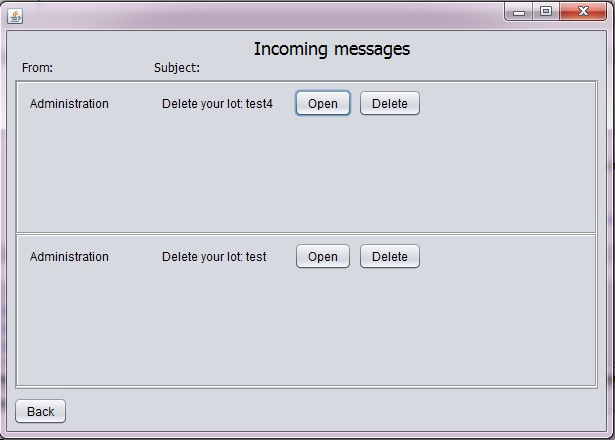 Incoming messages
From: Subject:
Administration Delete your lot: test4 Open Delete
Administration Delete your lot: test Open Delete
Back